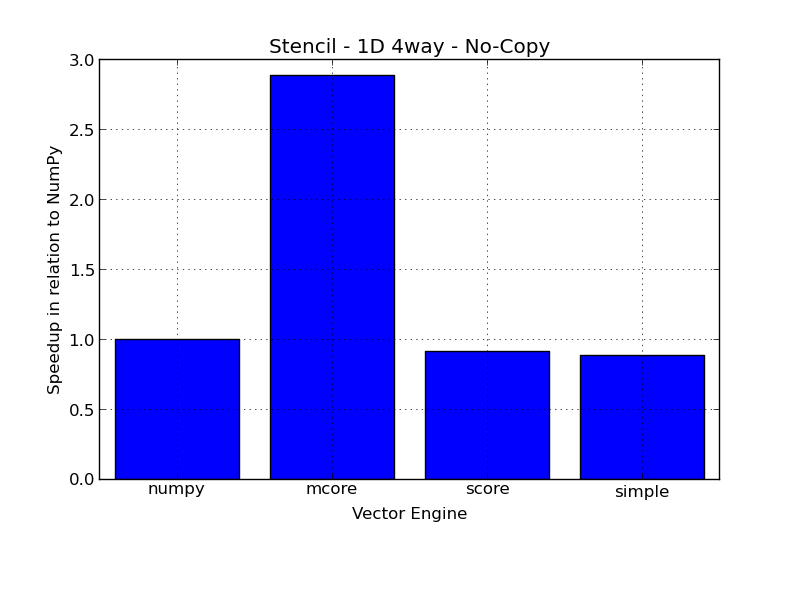 Stencil - 1D 4way - No-Copy
Speedup in relation to NumPy
3.0
2.5
2.0
1.5
1.0
0.5
0.0
numpy mcore score simple
Vector Engine